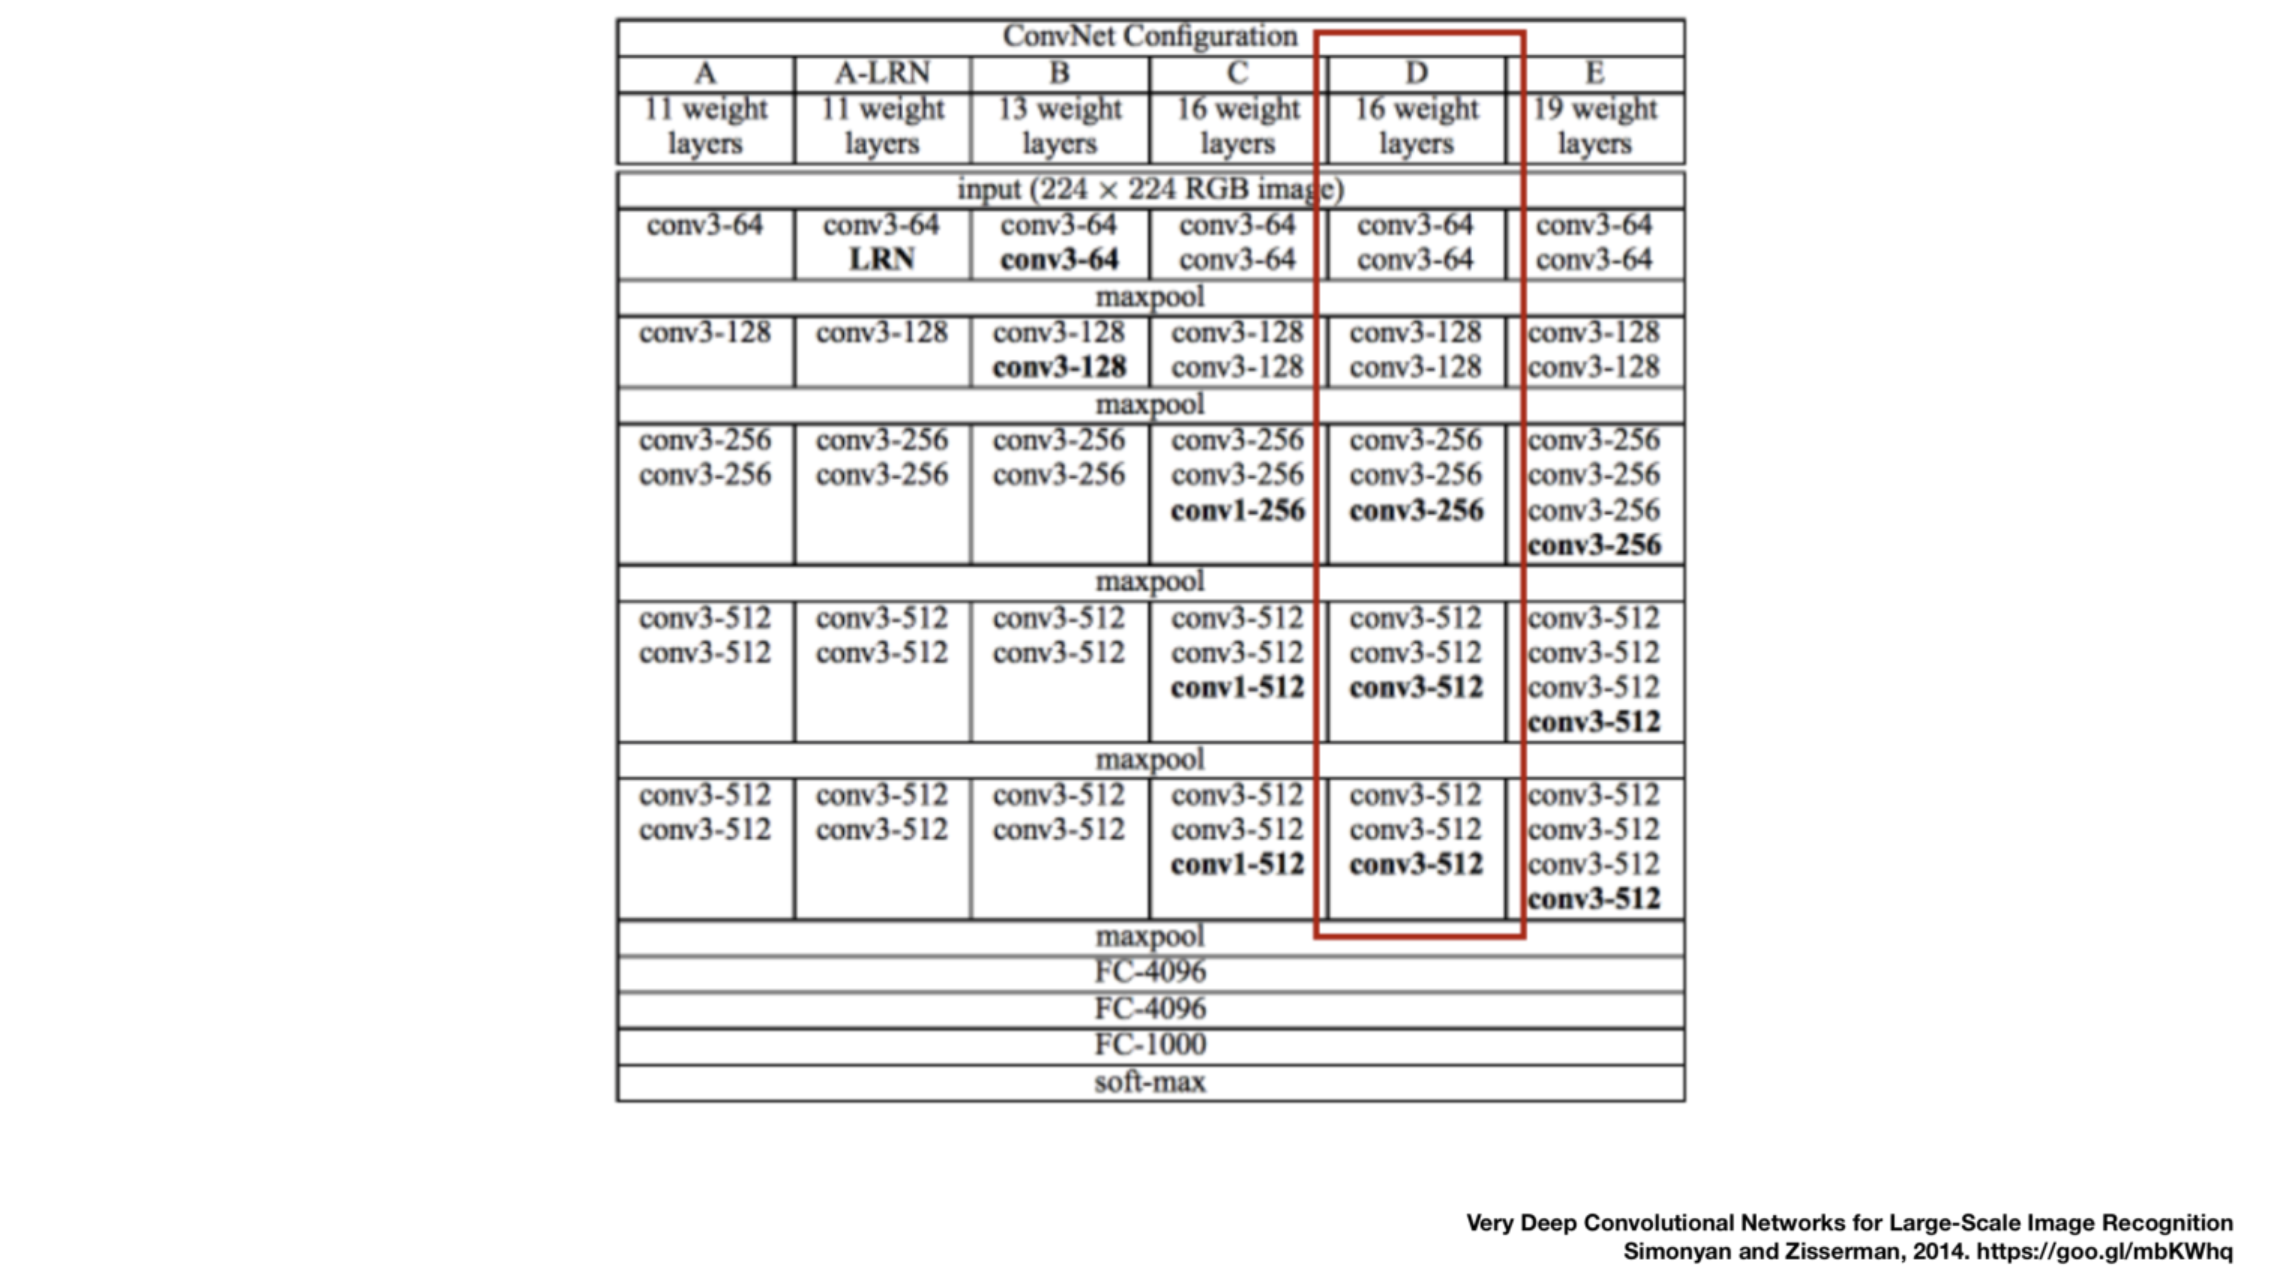 ConvNet Configuration
A A-LRN B C D E
11 weight layers 11 weight layers 13 weight layers 16 weight layers 16 weight layers 19 weight layers
input (224 × 224 RGB image)
conv3-64 conv3-64 conv3-64 conv3-64 conv3-64 conv3-64
LRN conv3-64 conv3-64 conv3-64 conv3-64
maxpool
conv3-128 conv3-128 conv3-128 conv3-128 conv3-128 conv3-128
conv3-128 conv3-128 conv3-128 conv3-128
maxpool
conv3-256 conv3-256 conv3-256 conv3-256 conv3-256 conv3-256
conv3-256 conv3-256 conv3-256 conv3-256 conv3-256 conv3-256
conv1-256 conv3-256 conv3-256
conv3-256
maxpool
conv3-512 conv3-512 conv3-512 conv3-512 conv3-512 conv3-512
conv3-512 conv3-512 conv3-512 conv3-512 conv3-512 conv3-512
conv1-512 conv3-512 conv3-512
conv3-512
maxpool
conv3-512 conv3-512 conv3-512 conv3-512 conv3-512 conv3-512
conv3-512 conv3-512 conv3-512 conv3-512 conv3-512 conv3-512
conv1-512 conv3-512 conv3-512
conv3-512
maxpool
FC-4096
FC-4096
FC-1000
soft-max
Very Deep Convolutional Networks for Large-Scale Image Recognition
Simonyan and Zisserman, 2014. https://goo.gl/mbKWhq